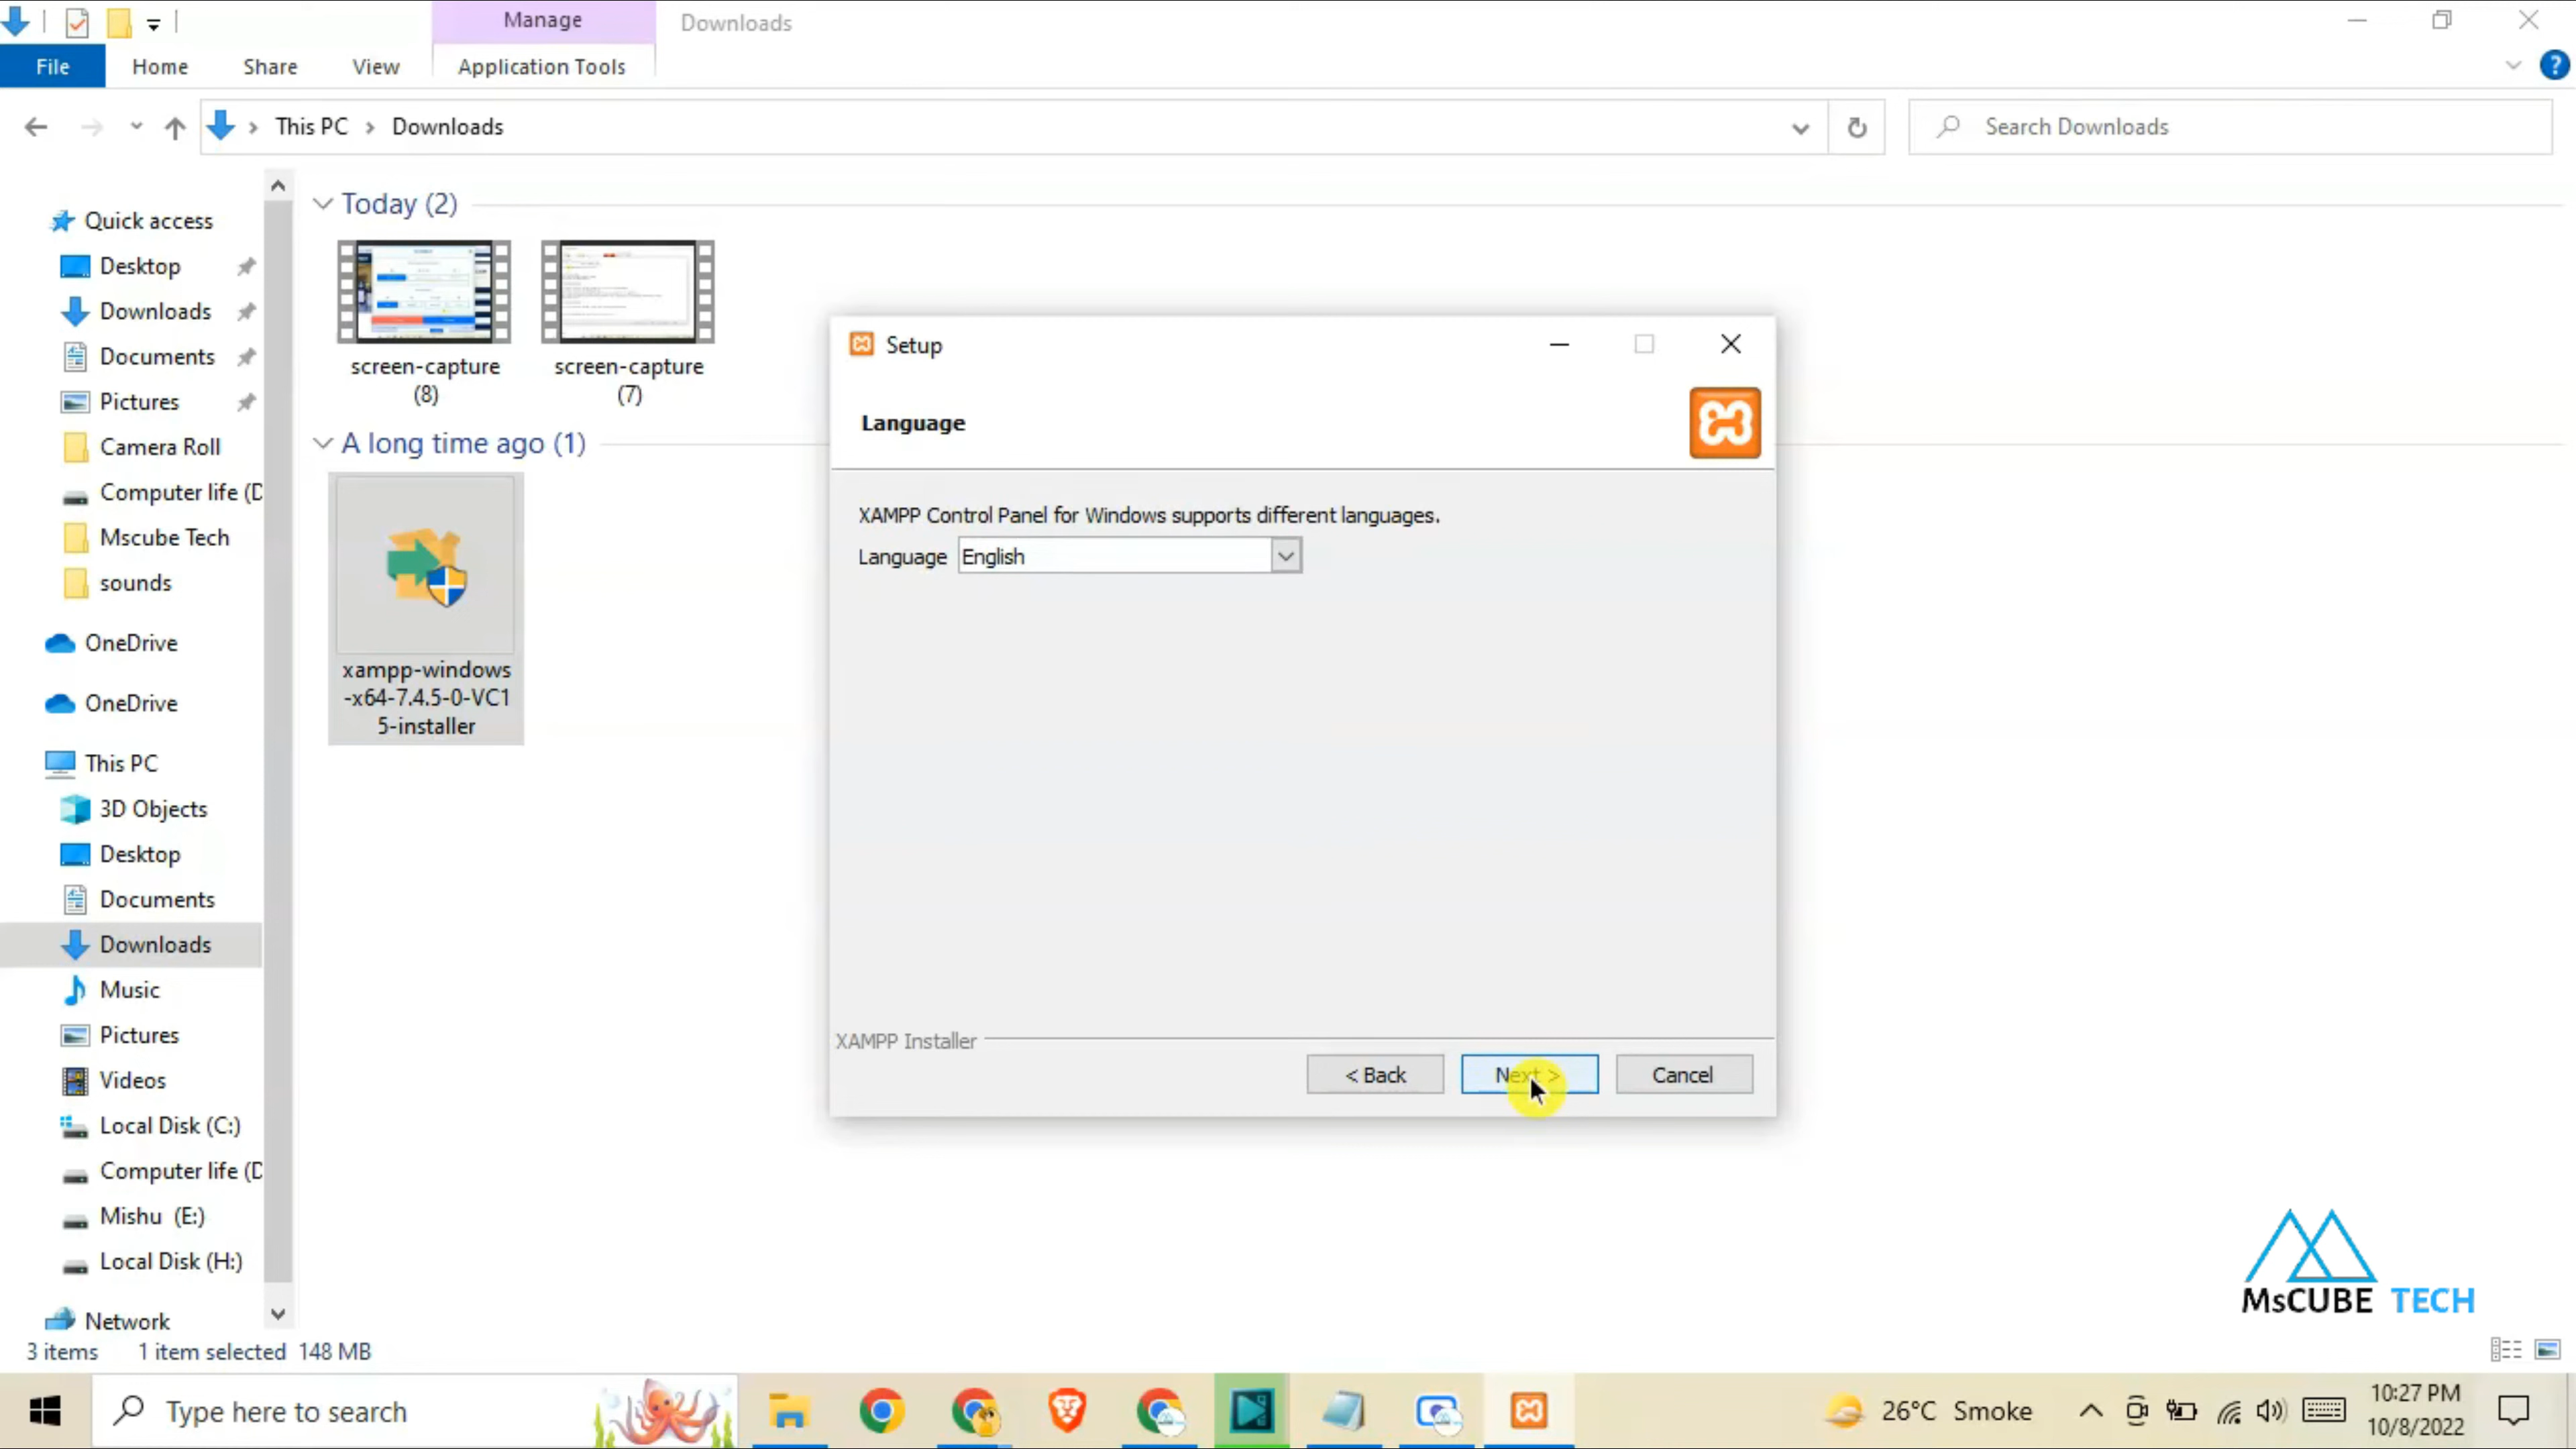 Manage
Downloads
File
Home
Share
View
Application Tools
This PC
Downloads
Search Downloads
Quick access
Desktop
Downloads
Documents
Pictures
Camera Roll
Computer life (D
Mscube Tech
sounds
OneDrive
OneDrive
This PC
3D Objects
Desktop
Documents
Downloads
Music
Pictures
Videos
Local Disk (C:)
Computer life (D
Mishu (E:)
Local Disk (H:)
Network
Today (2)
screen-capture
(8)
screen-capture
(7)
A long time ago (1)
xampp-windows
-x64-7.4.5-0-VC1
5-installer
Setup
Language
XAMPP Control Panel for Windows supports different languages.
Language English
XAMPP Installer
< Back
Next >
Cancel
MsCUBE TECH
3 items 1 item selected 148 MB
Type here to search
26°C Smoke
10:27 PM
10/8/2022